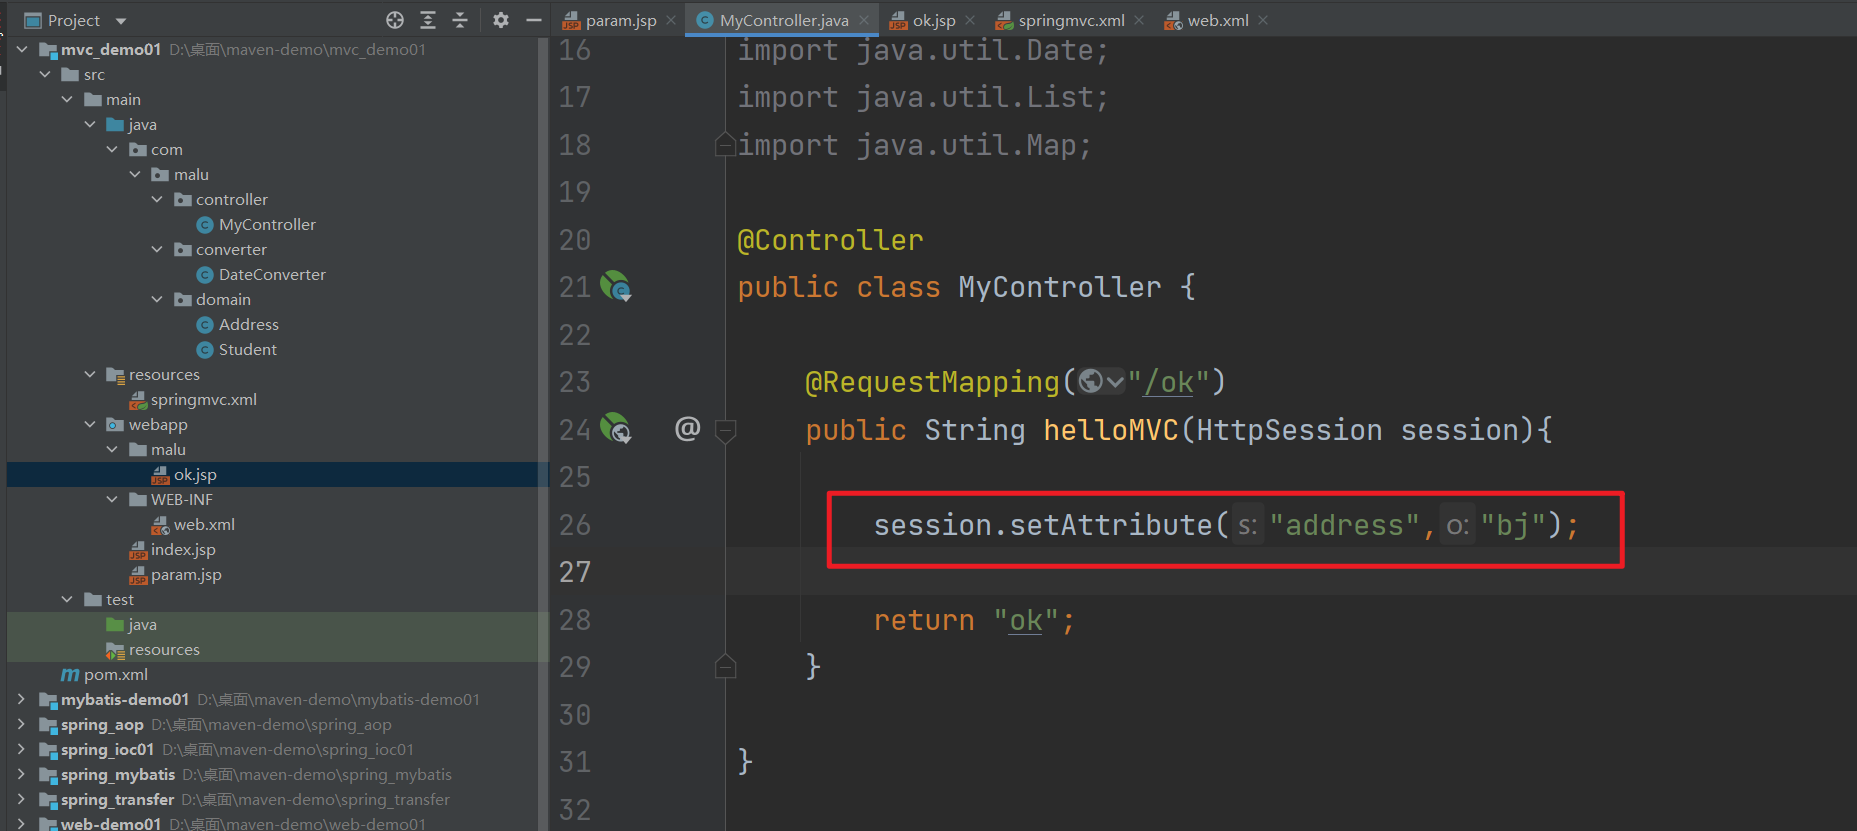 Project
mvc_demo01 D:\桌面\maven-demo\mvc_demo01
src
main
java
com
malu
controller
MyController
converter
DateConverter
domain
Address
Student
resources
springmvc.xml
webapp
malu
ok.jsp
WEB-INF
web.xml
index.jsp
param.jsp
test
java
resources
pom.xml
mybatis-demo01 D:\桌面\maven-demo\mybatis-demo01
spring_aop D:\桌面\maven-demo\spring_aop
spring_ioc01 D:\桌面\maven-demo\spring_ioc01
spring_mybatis D:\桌面\maven-demo\spring_mybatis
spring_transfer D:\桌面\maven-demo\spring_transfer
web-demo01 D:\桌面\maven-demo\web-demo01
param.jsp MyController.java ok.jsp springmvc.xml web.xml
16 import java.util.Date;
17 import java.util.List;
18 import java.util.Map;
19
20 @Controller
21 public class MyController {
22
23 @RequestMapping("/ok")
24 @ public String helloMVC(HttpSession session){
25
26 session.setAttribute( s: "address", o: "bj");
27
28 return "ok";
29 }
30
31 }
32